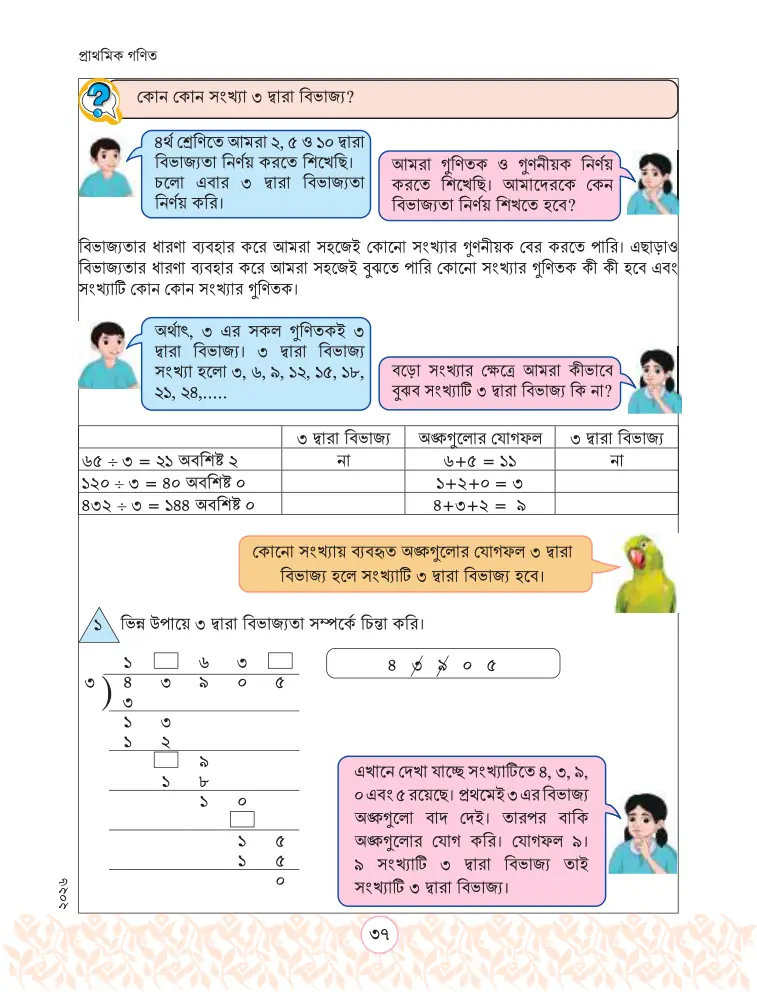 প্রাথমিক গণিত
কোন কোন সংখ্যা ৩ দ্বারা বিভাজ্য?
৪র্থ শ্রেণিতে আমরা ২, ৫ ও ১০ দ্বারা
বিভাজ্যতা নির্ণয় করতে শিখেছি।
চলো এবার ৩ দ্বারা বিভাজ্যতা
নির্ণয় করি।
আমরা গুণিতক ও গুণনীয়ক নির্ণয়
করতে শিখেছি। আমাদেরকে কেন
বিভাজ্যতা নির্ণয় শিখতে হবে?
বিভাজ্যতার ধারণা ব্যবহার করে আমরা সহজেই কোনো সংখ্যার গুণনীয়ক বের করতে পারি। এছাড়াও
বিভাজ্যতার ধারণা ব্যবহার করে আমরা সহজেই বুঝতে পারি কোনো সংখ্যার গুণিতক কী কী হবে এবং
সংখ্যাটি কোন কোন সংখ্যার গুণিতক।
অর্থাৎ, ৩ এর সকল গুণিতকই ৩
দ্বারা বিভাজ্য। ৩ দ্বারা বিভাজ্য
সংখ্যা হলো ৩, ৬, ৯, ১২, ১৫, ১৮,
২১, ২৪,.....
বড়ো সংখ্যার ক্ষেত্রে আমরা কীভাবে
বুঝব সংখ্যাটি ৩ দ্বারা বিভাজ্য কি না?
৩ দ্বারা বিভাজ্য অঙ্কগুলোর যোগফল ৩ দ্বারা বিভাজ্য
৬৫ ÷ ৩ = ২১ অবশিষ্ট ২ না ৬+৫ = ১১ না
১২০ ÷ ৩ = ৪০ অবশিষ্ট ০ ১+২+০ = ৩
৪৩২ ÷ ৩ = ১৪৪ অবশিষ্ট ০ ৪+৩+২ = ৯
কোনো সংখ্যায় ব্যবহৃত অঙ্কগুলোর যোগফল ৩ দ্বারা
বিভাজ্য হলে সংখ্যাটি ৩ দ্বারা বিভাজ্য হবে।
১ ভিন্ন উপায়ে ৩ দ্বারা বিভাজ্যতা সম্পর্কে চিন্তা করি।
১ □ ৬ ৩ □
৩ ) ৪ ৩ ৯ ০ ৫
৩
১ ৩
১ ২
□ ৯
১ ৮
১ ০
□
১ ৫
১ ৫
০
৪ ৩ ৯ ০ ৫
এখানে দেখা যাচ্ছে সংখ্যাটিতে ৪, ৩, ৯,
০ এবং ৫ রয়েছে। প্রথমেই ৩ এর বিভাজ্য
অঙ্কগুলো বাদ দেই। তারপর বাকি
অঙ্কগুলোর যোগ করি। যোগফল ৯।
৯ সংখ্যাটি ৩ দ্বারা বিভাজ্য তাই
সংখ্যাটি ৩ দ্বারা বিভাজ্য।
২০২৬
৩৭